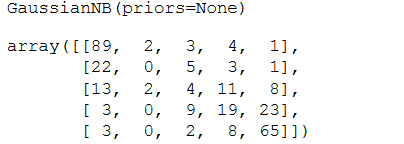 GaussianNB(priors=None)
array([[89, 2, 3, 4, 1],
[22, 0, 5, 3, 1],
[13, 2, 4, 11, 8],
[ 3, 0, 9, 19, 23],
[ 3, 0, 2, 8, 65]])